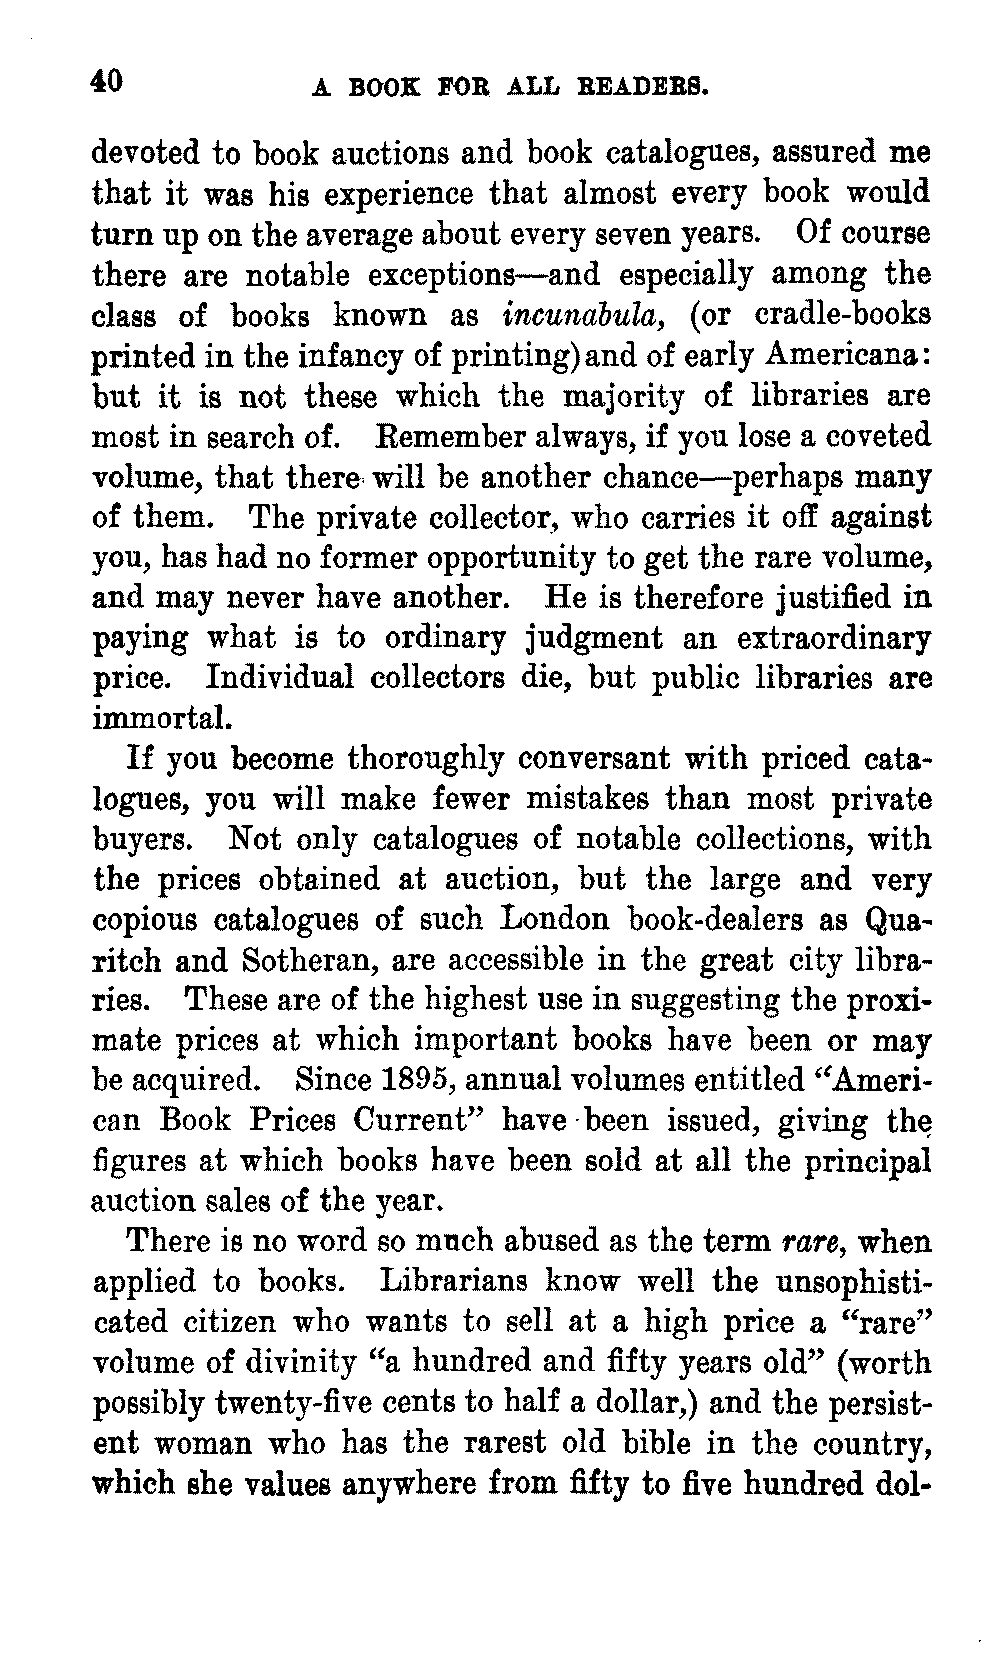 40
A BOOK FOR ALL READERS.
devoted to book auctions and book catalogues, assured me
that it was his experience that almost every book would
turn up on the average about every seven years. Of course
there are notable exceptions—and especially among the
class of books known as incunabula, (or cradle-books
printed in the infancy of printing) and of early Americana:
but it is not these which the majority of libraries are
most in search of. Remember always, if you lose a coveted
volume, that there will be another chance—perhaps many
of them. The private collector, who carries it off against
you, has had no former opportunity to get the rare volume,
and may never have another. He is therefore justified in
paying what is to ordinary judgment an extraordinary
price. Individual collectors die, but public libraries are
immortal.
If you become thoroughly conversant with priced cata-
logues, you will make fewer mistakes than most private
buyers. Not only catalogues of notable collections, with
the prices obtained at auction, but the large and very
copious catalogues of such London book-dealers as Qua-
ritch and Sotheran, are accessible in the great city libra-
ries. These are of the highest use in suggesting the proxi-
mate prices at which important books have been or may
be acquired. Since 1895, annual volumes entitled “Ameri-
can Book Prices Current” have been issued, giving the
figures at which books have been sold at all the principal
auction sales of the year.
There is no word so much abused as the term rare, when
applied to books. Librarians know well the unsophisti-
cated citizen who wants to sell at a high price a “rare”
volume of divinity “a hundred and fifty years old” (worth
possibly twenty-five cents to half a dollar,) and the persist-
ent woman who has the rarest old bible in the country,
which she values anywhere from fifty to five hundred dol-